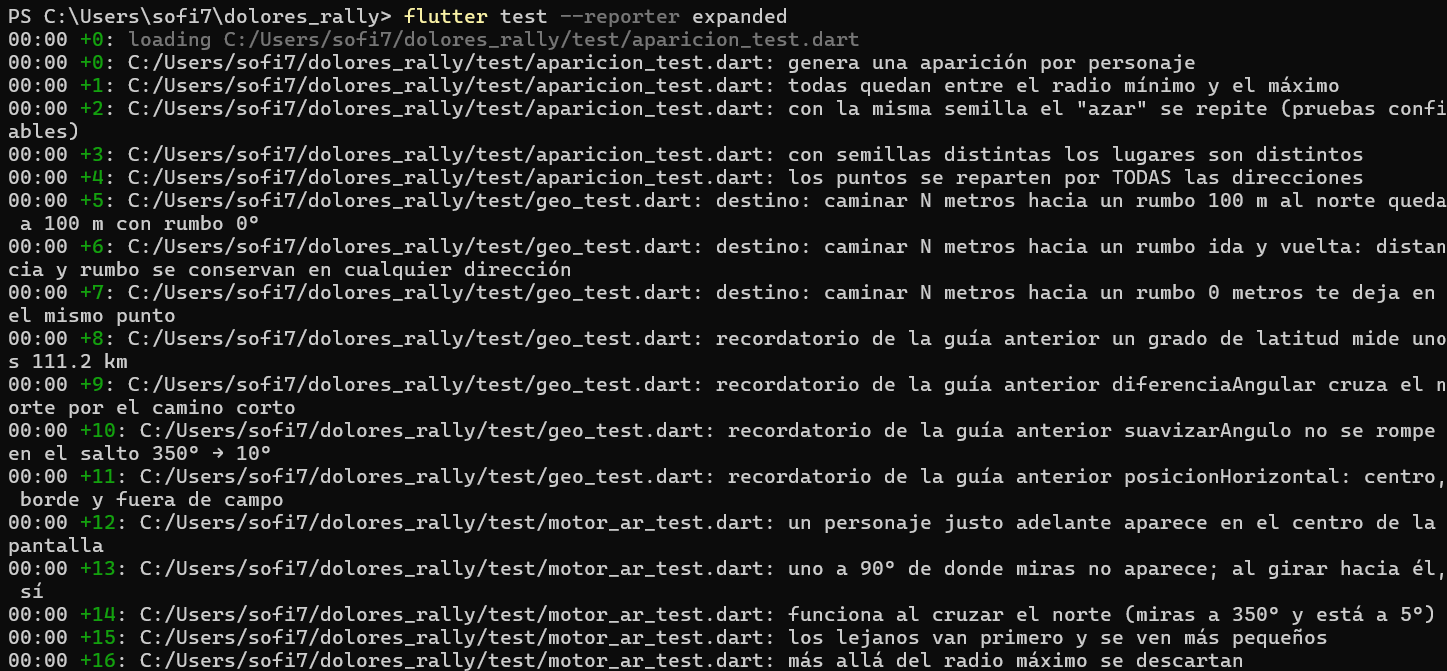 PS C:\Users\sofi7\dolores_rally> flutter test --reporter expanded
00:00 +0: loading C:/Users/sofi7/dolores_rally/test/aparicion_test.dart
00:00 +0: C:/Users/sofi7/dolores_rally/test/aparicion_test.dart: genera una aparición por personaje
00:00 +1: C:/Users/sofi7/dolores_rally/test/aparicion_test.dart: todas quedan entre el radio mínimo y el máximo
00:00 +2: C:/Users/sofi7/dolores_rally/test/aparicion_test.dart: con la misma semilla el "azar" se repite (pruebas confi
ables)
00:00 +3: C:/Users/sofi7/dolores_rally/test/aparicion_test.dart: con semillas distintas los lugares son distintos
00:00 +4: C:/Users/sofi7/dolores_rally/test/aparicion_test.dart: los puntos se reparten por TODAS las direcciones
00:00 +5: C:/Users/sofi7/dolores_rally/test/geo_test.dart: destino: caminar N metros hacia un rumbo 100 m al norte queda
 a 100 m con rumbo 0°
00:00 +6: C:/Users/sofi7/dolores_rally/test/geo_test.dart: destino: caminar N metros hacia un rumbo ida y vuelta: distan
cia y rumbo se conservan en cualquier dirección
00:00 +7: C:/Users/sofi7/dolores_rally/test/geo_test.dart: destino: caminar N metros hacia un rumbo 0 metros te deja en
el mismo punto
00:00 +8: C:/Users/sofi7/dolores_rally/test/geo_test.dart: recordatorio de la guía anterior un grado de latitud mide uno
s 111.2 km
00:00 +9: C:/Users/sofi7/dolores_rally/test/geo_test.dart: recordatorio de la guía anterior diferenciaAngular cruza el n
orte por el camino corto
00:00 +10: C:/Users/sofi7/dolores_rally/test/geo_test.dart: recordatorio de la guía anterior suavizarAngulo no se rompe
en el salto 350° → 10°
00:00 +11: C:/Users/sofi7/dolores_rally/test/geo_test.dart: recordatorio de la guía anterior posicionHorizontal: centro,
 borde y fuera de campo
00:00 +12: C:/Users/sofi7/dolores_rally/test/motor_ar_test.dart: un personaje justo adelante aparece en el centro de la
pantalla
00:00 +13: C:/Users/sofi7/dolores_rally/test/motor_ar_test.dart: uno a 90° de donde miras no aparece; al girar hacia él,
 sí
00:00 +14: C:/Users/sofi7/dolores_rally/test/motor_ar_test.dart: funciona al cruzar el norte (miras a 350° y está a 5°)
00:00 +15: C:/Users/sofi7/dolores_rally/test/motor_ar_test.dart: los lejanos van primero y se ven más pequeños
00:00 +16: C:/Users/sofi7/dolores_rally/test/motor_ar_test.dart: más allá del radio máximo se descartan